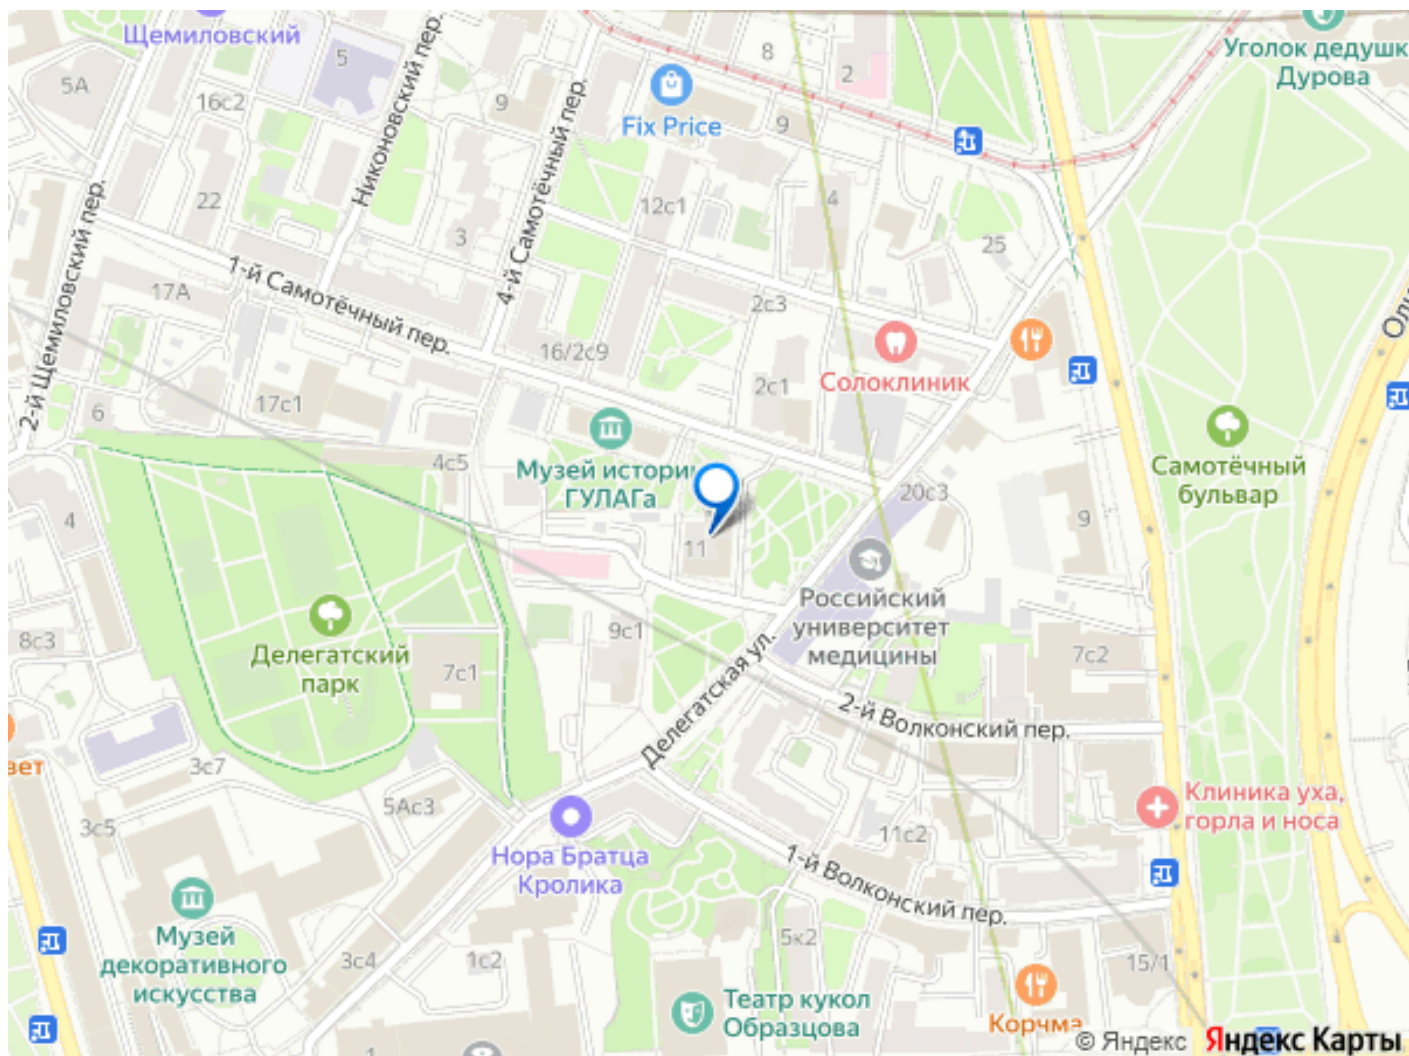 Щемиловский
5А
5
16с2
Никоновский пер.
9
4-й Самотёчный пер.
Fix Price
8
2
9
Уголок дедушк
Дурова
22
3
12с1
4
25
2-й Щемиловский пер.
17А
1-й Самотёчный пер.
2с3
16/2с9
2с1
Солоклиник
6
17с1
4с5
Музей истори
ГУЛАГа
11
20с3
9
Самотёчный
бульвар
4
8с3
Делегатский
парк
7с1
9с1
Российский
университет
медицины
7с2
Делегатская ул.
2-й Волконский пер.
вет
3с7
3с5
5Ас3
Нора Братца
Кролика
11с2
1-й Волконский пер.
Клиника уха,
горла и носа
Музей
декоративного
искусства
3с4
1с2
5к2
15/1
Театр кукол
Образцова
Корчма
1
© Яндекс Яндекс Карты